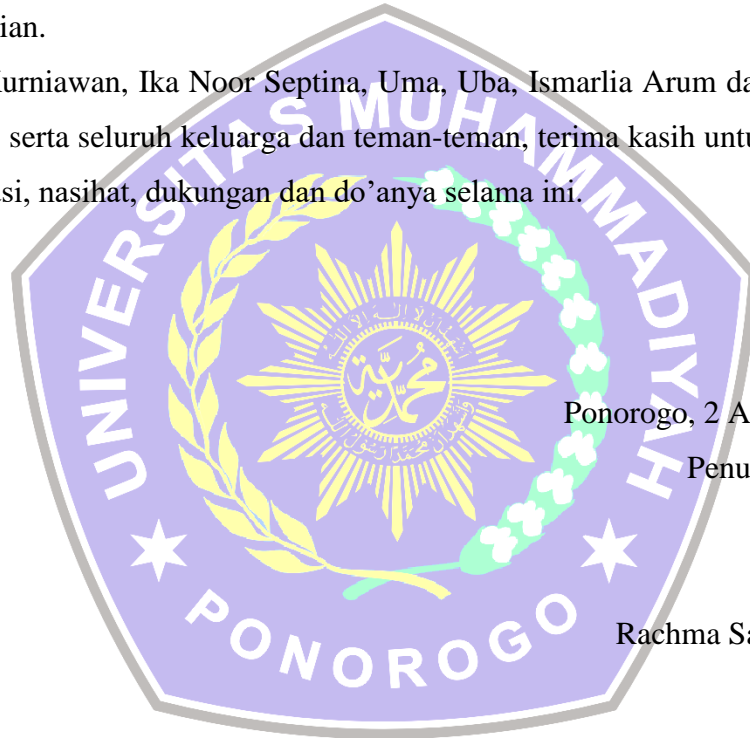 ian.
urniawan, Ika Noor Septina, Uma, Uba, Ismarlia Arum da
serta seluruh keluarga dan teman-teman, terima kasih untu
si, nasihat, dukungan dan do’anya selama ini.
UNIVERSITAS MUHAMMADIYAH
محمدية
Ponorogo, 2 A
Penu
Rachma Sa
PONOROGO